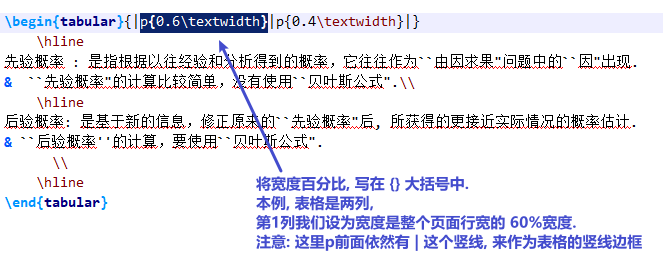 \begin{tabular}{|p{0.6\textwidth}|p{0.4\textwidth}|}
\hline
先验概率 : 是指根据以往经验和分析得到的概率，它往往作为``由因求果"问题中的``因"出现.
& ``先验概率"的计算比较简单，没有使用``贝叶斯公式".\\
\hline
后验概率: 是基于新的信息，修正原来的``先验概率"后, 所获得的更接近实际情况的概率估计.
& ``后验概率''的计算，要使用``贝叶斯公式".
\\
\hline
\end{tabular}
将宽度百分比, 写在 {} 大括号中.
本例, 表格是两列,
第1列我们设为宽度是整个页面行宽的 60%宽度.
注意: 这里p前面依然有 | 这个竖线, 来作为表格的竖线边框